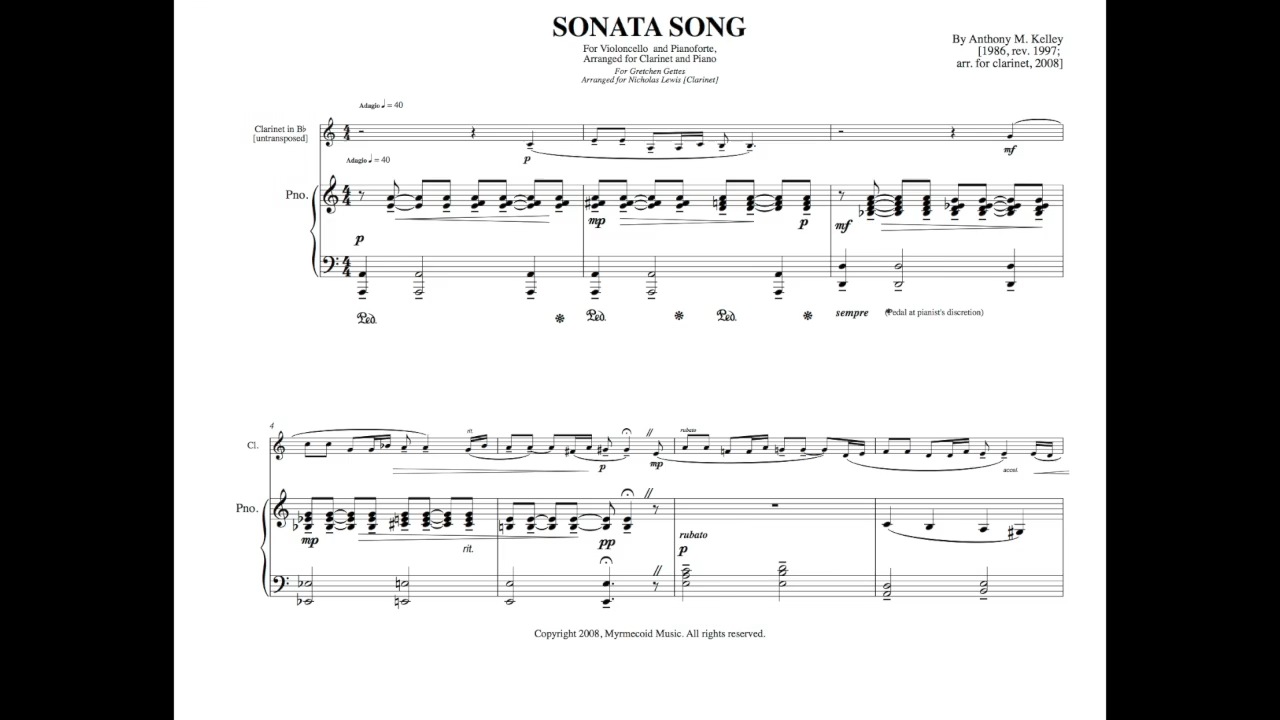 SONATA SONG
For Violoncello and Pianoforte,
Arranged for Clarinet and Piano
For Gretchen Gettes
Arranged for Nicholas Lewis [Clarinet]
By Anthony M. Kelley
[1986, rev. 1997;
arr. for clarinet, 2008]
Adagio ♩ = 40
Clarinet in B♭
[untransposed]
p
mf
Adagio ♩ = 40
Pno.
p
mp
p
mf
Ped.
Ped.
Ped.
sempre
(Pedal at pianist's discretion)
4
Cl.
rit.
p
mp
rubato
accel.
Pno.
mp
rit.
pp
rubato
p
Copyright 2008, Myrmecoid Music. All rights reserved.